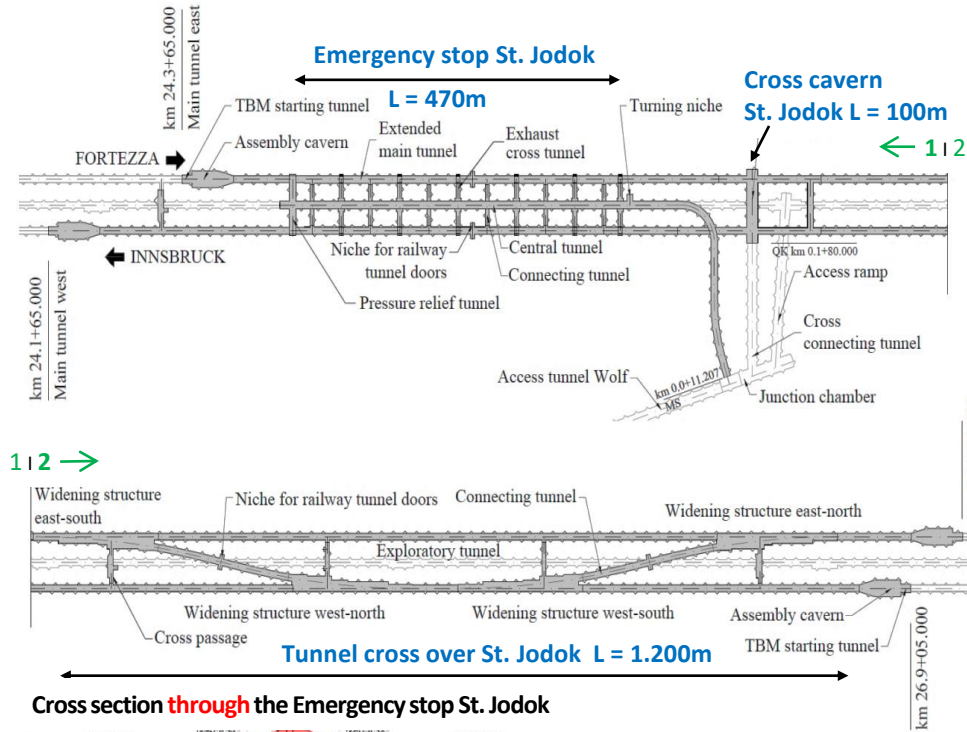 Emergency stop St. Jodok
L = 470m
Cross cavern
St. Jodok L = 100m
km 24.3+65.000
Main tunnel east
TBM starting tunnel
Assembly cavern
Extended
main tunnel
Exhaust
cross tunnel
Turning niche
1 I 2
FORTEZZA
INNSBRUCK
Niche for railway
tunnel doors
Central tunnel
Connecting tunnel
Pressure relief tunnel
QK km 0.1+80.000
Access ramp
Cross
connecting tunnel
km 24.1+65.000
Main tunnel west
Access tunnel Wolf
km 0.0+11.207
MS
Junction chamber
1 I 2
Widening structure
east-south
Niche for railway tunnel doors
Connecting tunnel
Widening structure east-north
Exploratory tunnel
Widening structure west-north
Widening structure west-south
Assembly cavern
Cross passage
TBM starting tunnel
km 26.9+05.000
Tunnel cross over St. Jodok L = 1.200m
Cross section through the Emergency stop St. Jodok